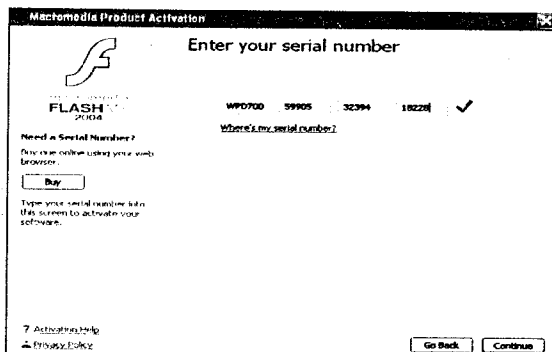 Macromedia Product Activation
Enter your serial number
FLASH
2004
WPD700 59905 32394 18228
Where's my serial number?
Need a Serial Number?
Buy one online using your web
browser.
Buy
Type your serial number into
this screen to activate your
software.
? Activation Help
Privacy Policy
Go Back Continue